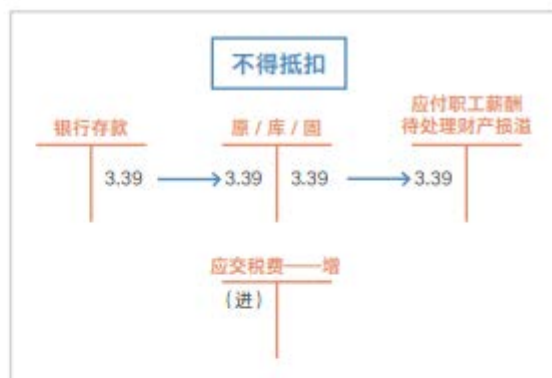 不得抵扣
应付职工薪酬
银行存款 原/库/固 待处理财产损溢
3.39 3.39 3.39 3.39
应交税费——增
(进)